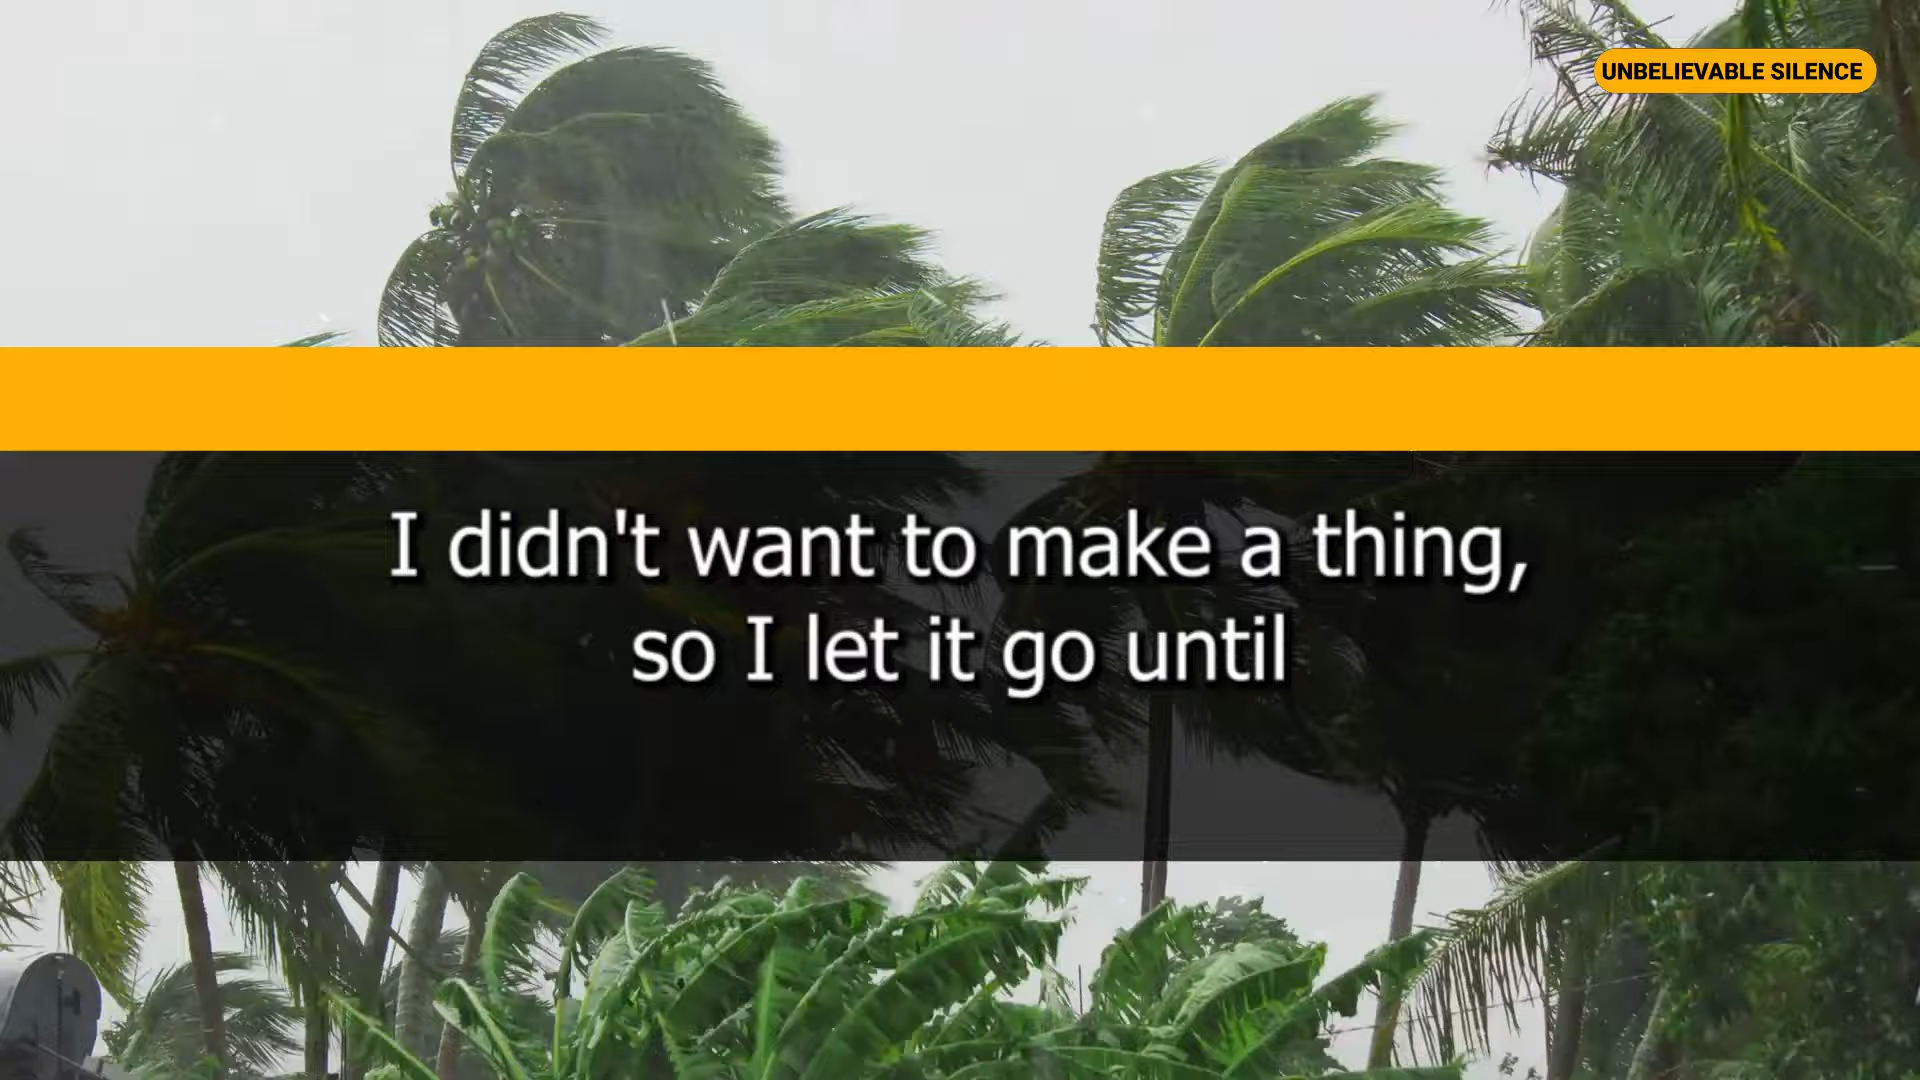 UNBELIEVABLE SILENCE
I didn't want to make a thing,
so I let it go until